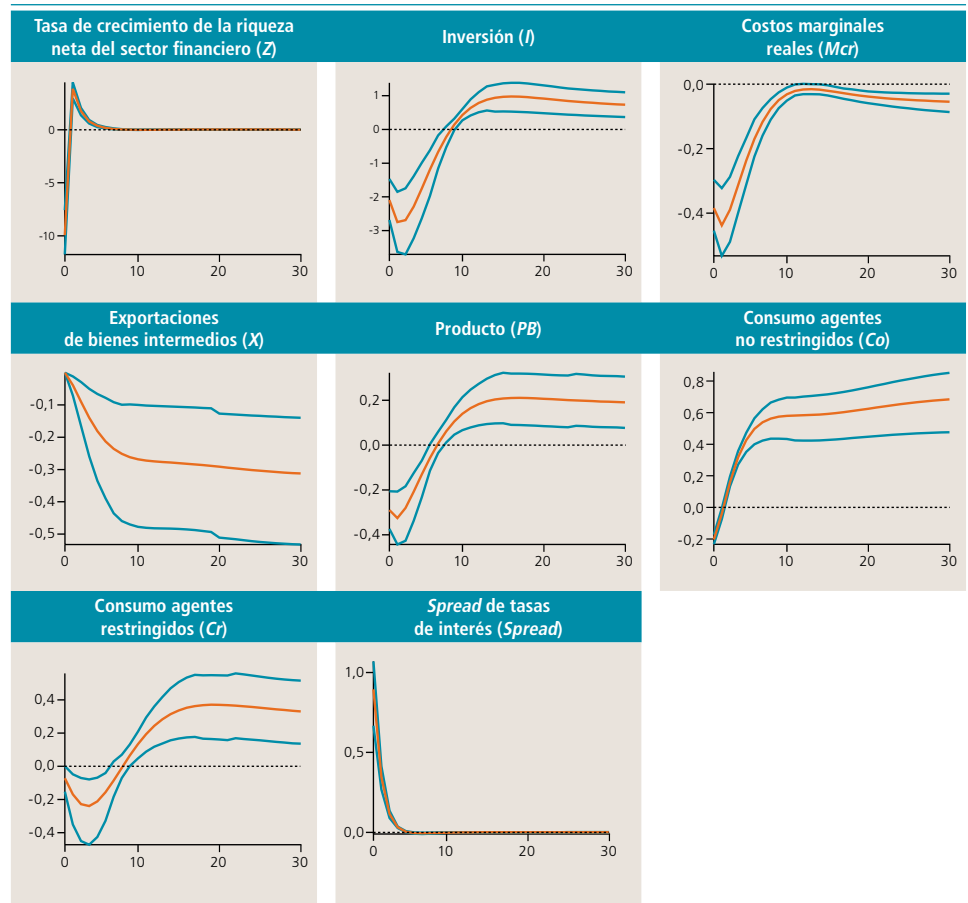 Tasa de crecimiento de la riqueza
neta del sector financiero (Z)
0
-5
-10
0 10 20 30
Inversión (I)
1
0
-1
-2
-3
0 10 20 30
Costos marginales
reales (Mcr)
0,0
-0,2
-0,4
0 10 20 30
Exportaciones
de bienes intermedios (X)
-0,1
-0,2
-0,3
-0,4
-0,5
0 10 20 30
Producto (PB)
0,2
0,0
-0,2
-0,4
0 10 20 30
Consumo agentes
no restringidos (Co)
0,8
0,6
0,4
0,2
0,0
-0,2
0 10 20 30
Consumo agentes
restringidos (Cr)
0,4
0,2
0,0
-0,2
-0,4
0 10 20 30
Spread de tasas
de interés (Spread)
1,0
0,5
0,0
0 10 20 30